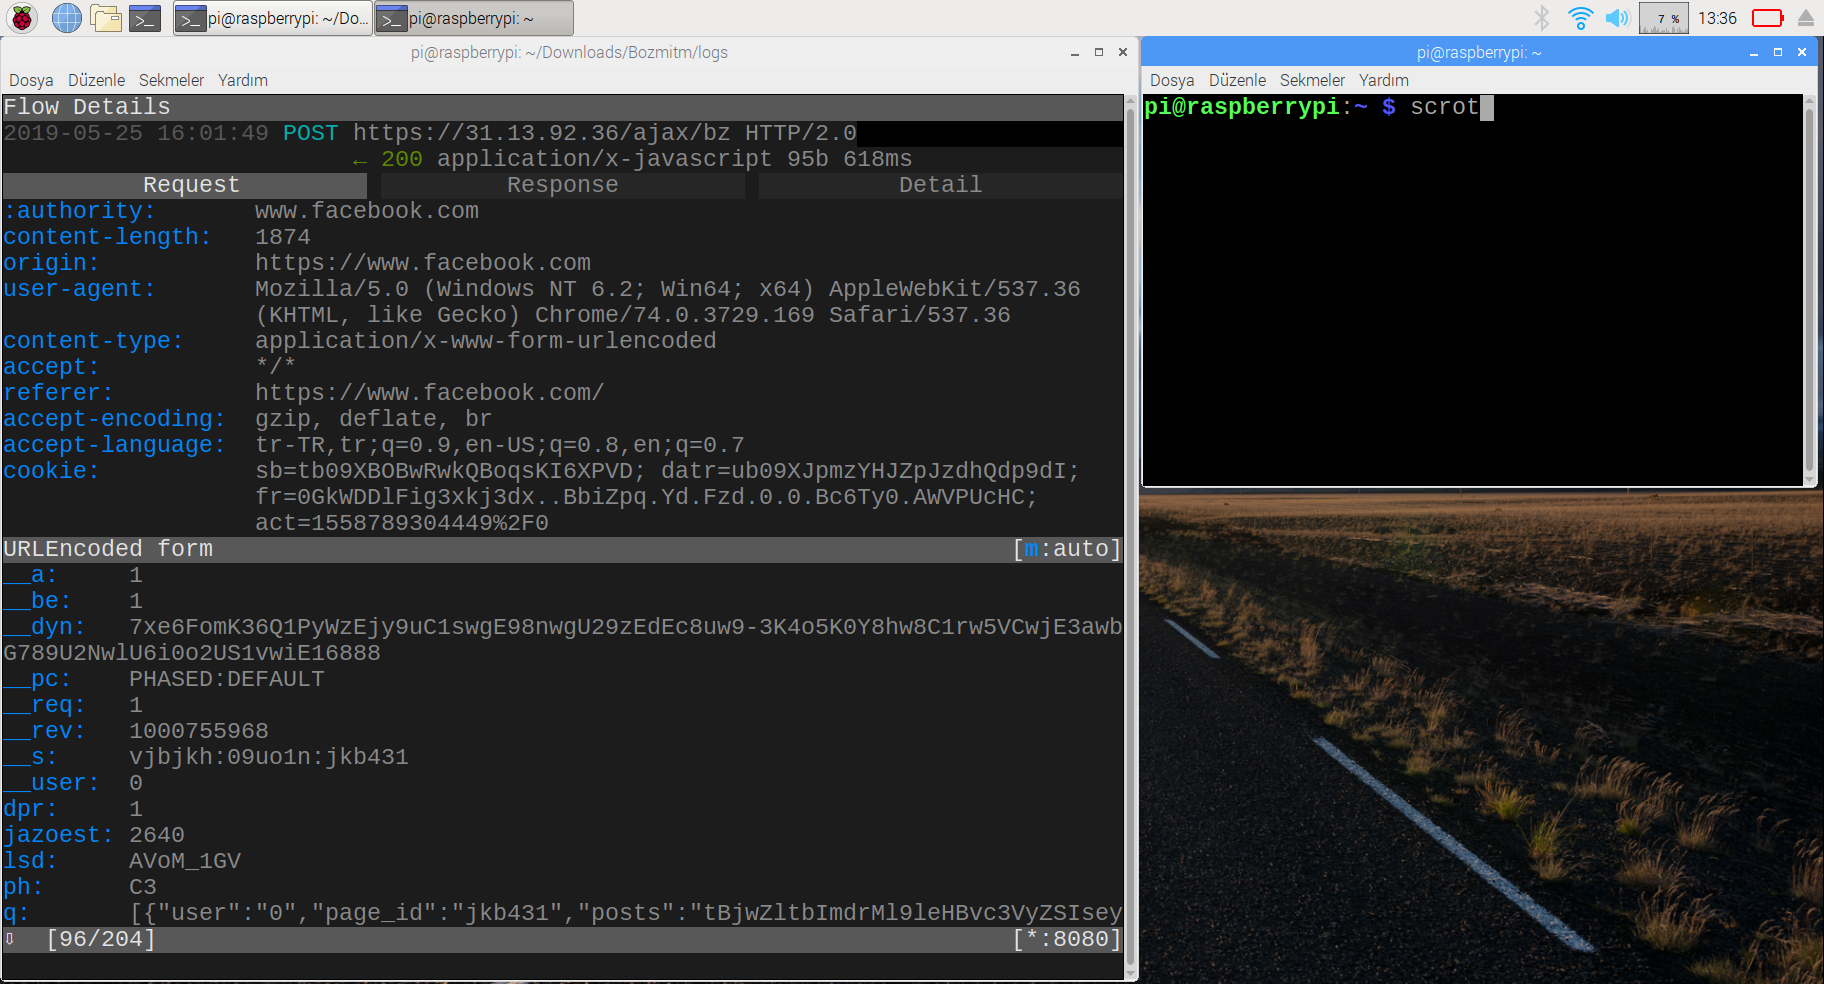 pi@raspberrypi: ~/Do...
pi@raspberrypi: ~
7 %
13:36
pi@raspberrypi: ~/Downloads/Bozmitm/logs
Dosya Düzenle Sekmeler Yardım
Flow Details
2019-05-25 16:01:49 POST https://31.13.92.36/ajax/bz HTTP/2.0
← 200 application/x-javascript 95b 618ms
Request Response Detail
:authority: www.facebook.com
content-length: 1874
origin: https://www.facebook.com
user-agent: Mozilla/5.0 (Windows NT 6.2; Win64; x64) AppleWebKit/537.36
(KHTML, like Gecko) Chrome/74.0.3729.169 Safari/537.36
content-type: application/x-www-form-urlencoded
accept: */*
referer: https://www.facebook.com/
accept-encoding: gzip, deflate, br
accept-language: tr-TR,tr;q=0.9,en-US;q=0.8,en;q=0.7
cookie: sb=tb09XBOBwRwkQBoqsKI6XPVD; datr=ub09XJpmzYHJZpJzdhQdp9dI;
fr=0GkWDDlFig3xkj3dx..BbiZpq.Yd.Fzd.0.0.Bc6Ty0.AWVPUcHC;
act=1558789304449%2F0
URLEncoded form [m:auto]
__a: 1
__be: 1
__dyn: 7xe6FomK36Q1PyWzEjy9uC1swgE98nwgU29zEdEc8uw9-3K4o5K0Y8hw8C1rw5VCwjE3awb
G789U2NwlU6i0o2US1vwiE16888
__pc: PHASED:DEFAULT
__req: 1
__rev: 1000755968
__s: vjbjkh:09uo1n:jkb431
__user: 0
dpr: 1
jazoest: 2640
lsd: AVoM_1GV
ph: C3
q: [{"user":"0","page_id":"jkb431","posts":"tBjwZltbImdrMl9leHBvc3VyZSIsey
⇩ [96/204] [*:8080]
pi@raspberrypi: ~
Dosya Düzenle Sekmeler Yardım
pi@raspberrypi:~ $ scrot